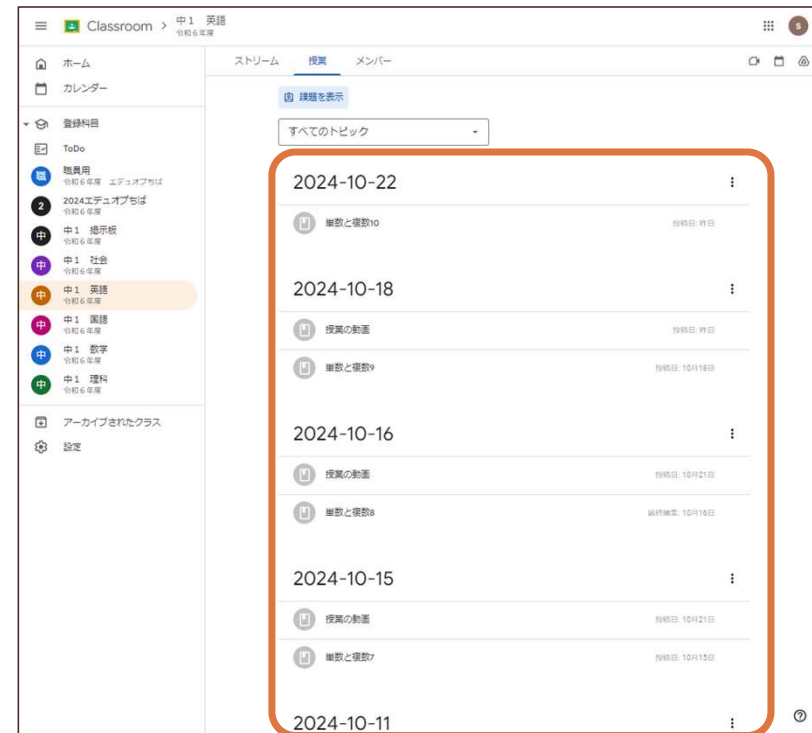 Classroom > 中1 英語
令和6年度
S
ホーム
カレンダー
登録科目
ToDo
職 職員用
令和6年度 エデュオプちば
2 2024エデュオプちば
令和6年度
中 中1 掲示板
令和6年度
中 中1 社会
令和6年度
中 中1 英語
令和6年度
中 中1 国語
令和6年度
中 中1 数学
令和6年度
中 中1 理科
令和6年度
アーカイブされたクラス
設定
ストリーム 授業 メンバー
課題を表示
すべてのトピック
2024-10-22
単数と複数10 投稿日: 昨日
2024-10-18
授業の動画 投稿日: 昨日
単数と複数9 投稿日: 10月18日
2024-10-16
授業の動画 投稿日: 10月21日
単数と複数8 最終編集: 10月16日
2024-10-15
授業の動画 投稿日: 10月21日
単数と複数7 投稿日: 10月15日
2024-10-11